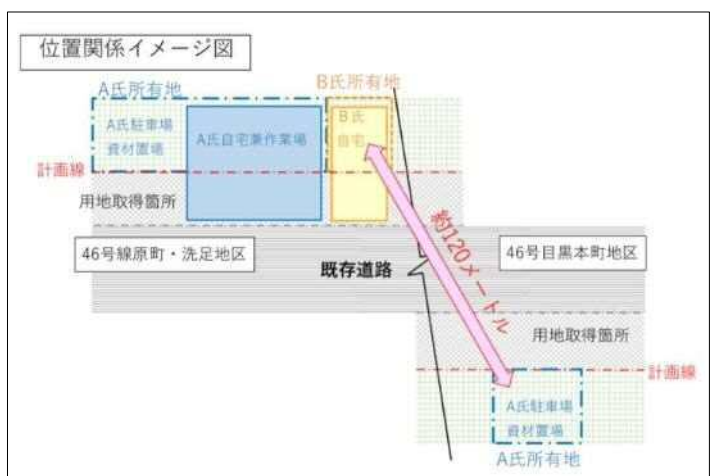 位置関係イメージ図
A氏所有地
B氏所有地
A氏駐車場
資材置場
A氏自宅兼作業場
B氏
自宅
計画線
用地取得箇所
46号線原町・洗足地区
既存道路
約120メートル
46号目黒本町地区
用地取得箇所
計画線
A氏駐車場
資材置場
A氏所有地